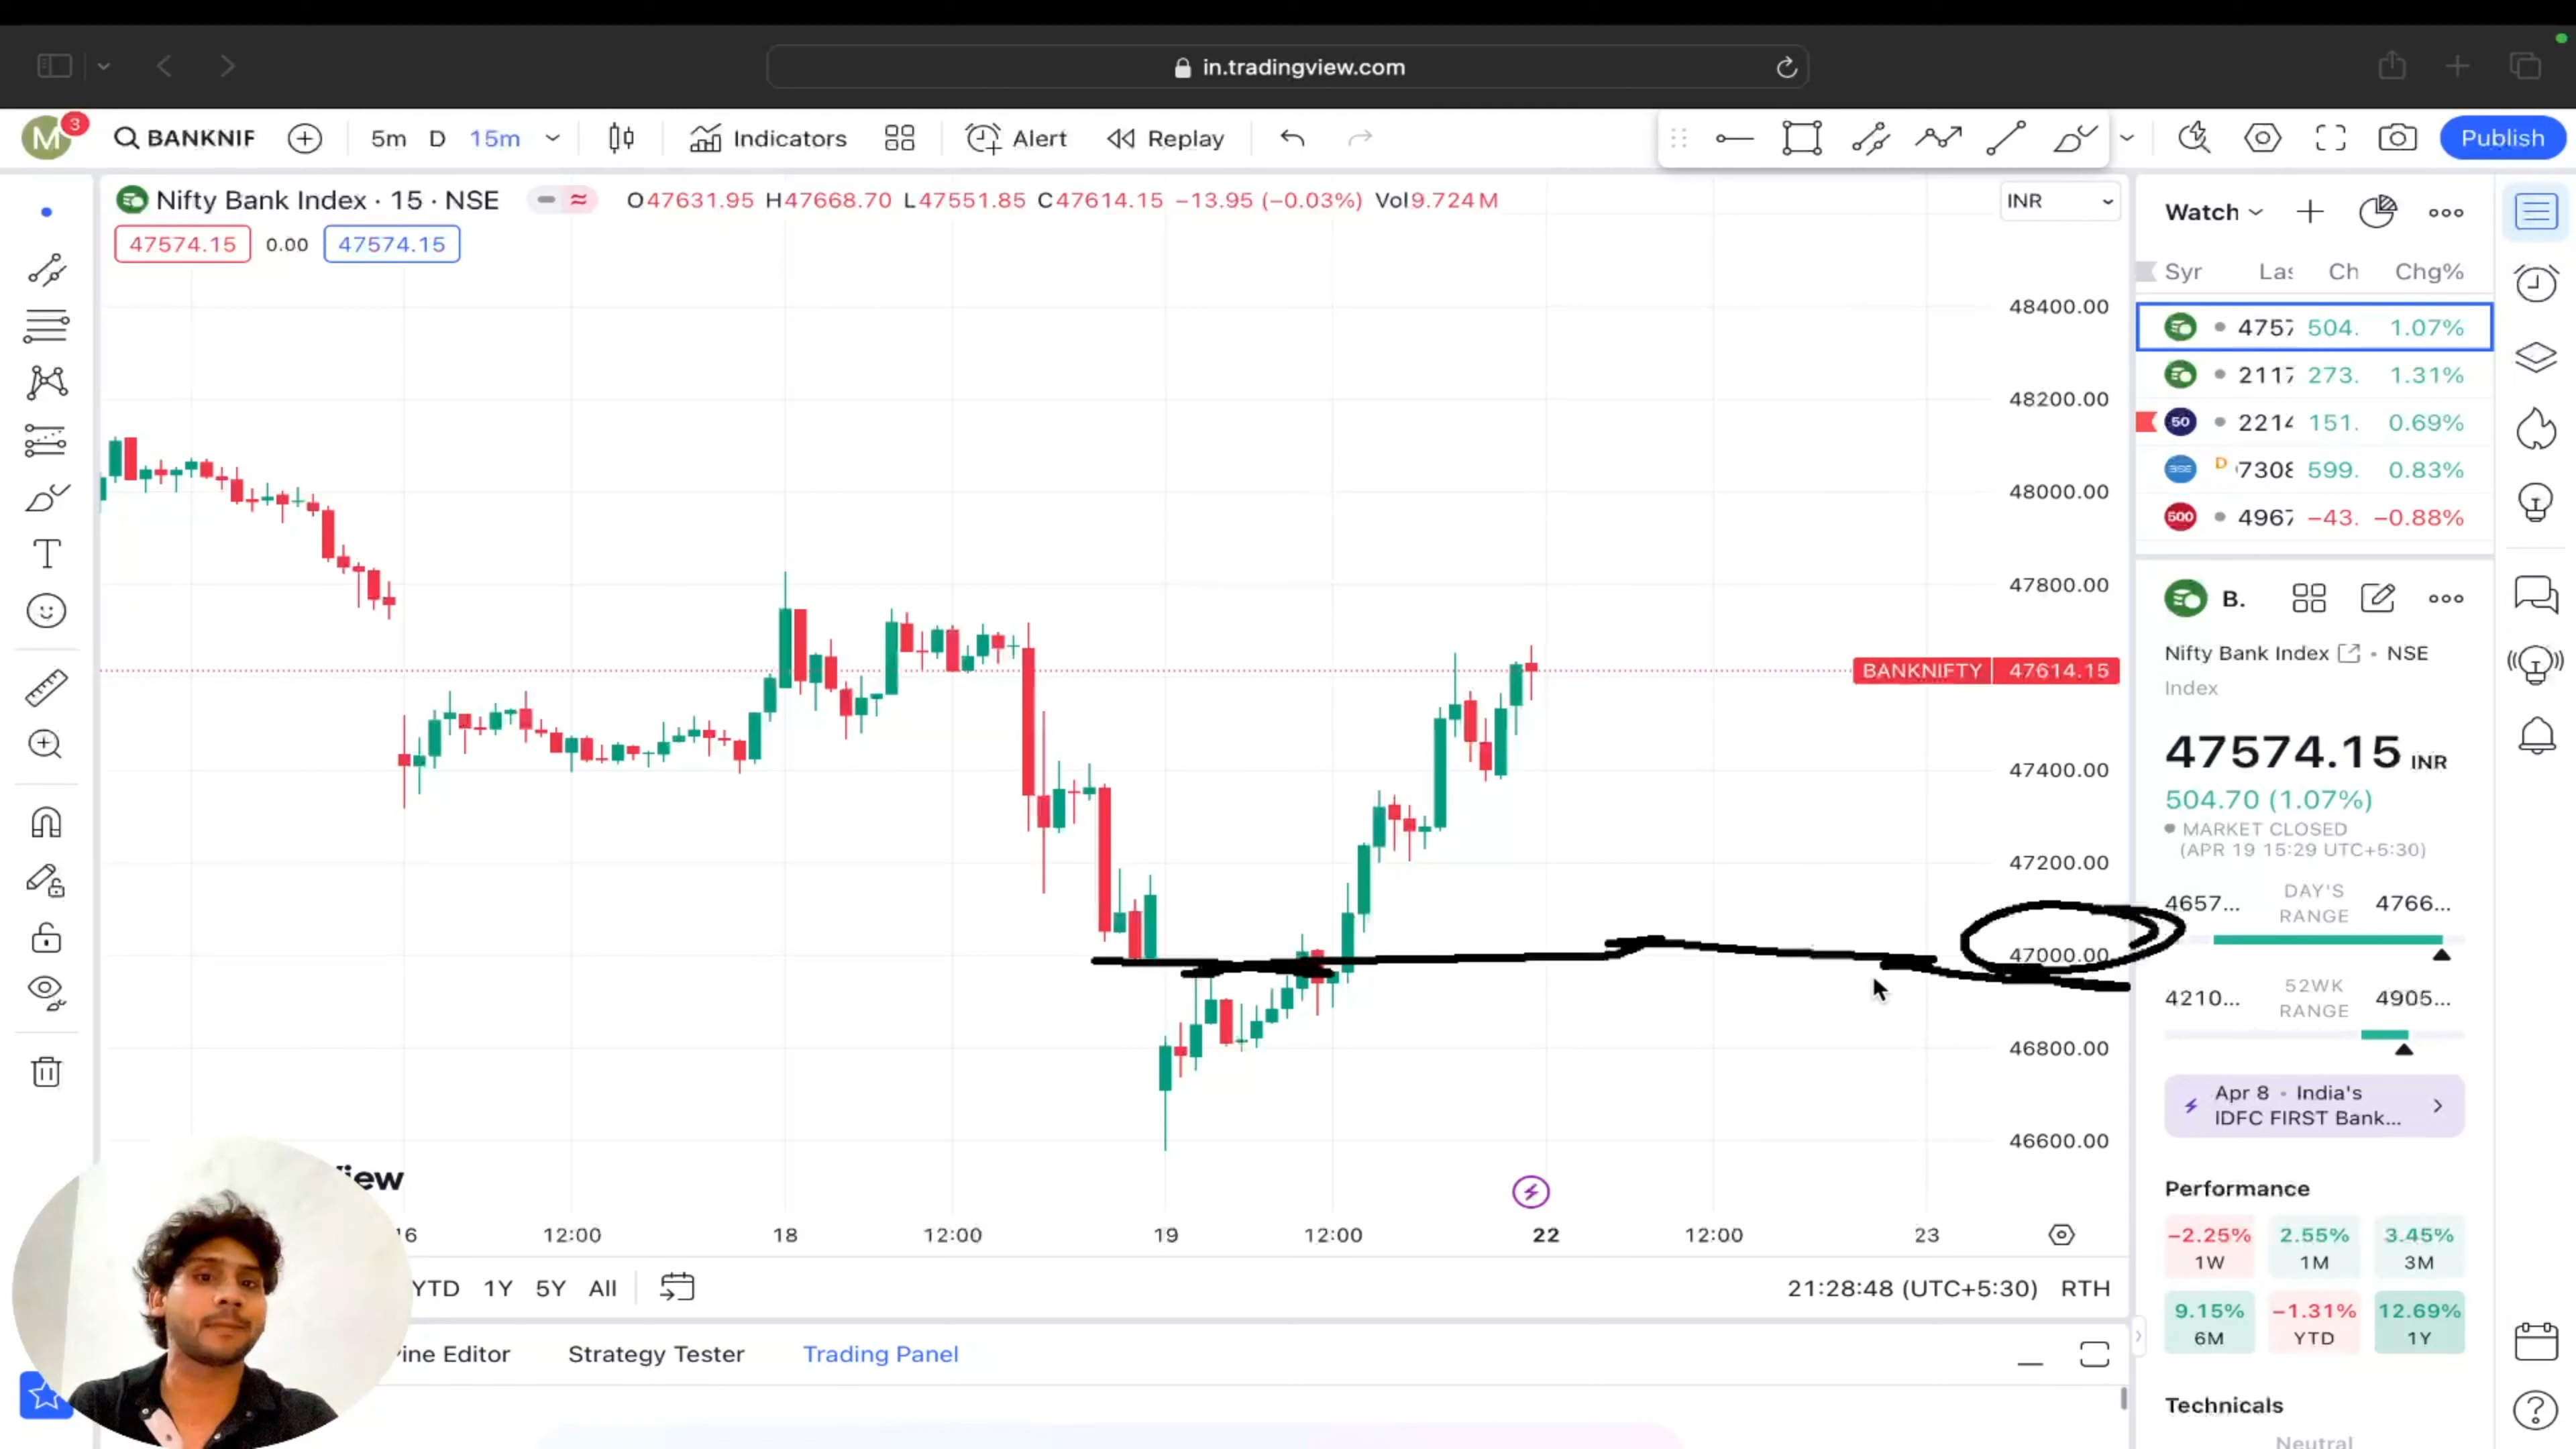 in.tradingview.com
M 3 BANKNIF 5m D 15m Indicators Alert Replay Publish
Nifty Bank Index · 15 · NSE O47631.95 H47668.70 L47551.85 C47614.15 −13.95 (−0.03%) Vol9.724 M INR
47574.15 0.00 47574.15
48400.00
48200.00
48000.00
47800.00
BANKNIFTY 47614.15
47400.00
47200.00
47000.00
46800.00
46600.00
iew
16 12:00 18 12:00 19 12:00 22 12:00 23
YTD 1Y 5Y All 21:28:48 (UTC+5:30) RTH
ine Editor Strategy Tester Trading Panel
Watch
Syr Las Ch Chg%
4757 504. 1.07%
2117 273. 1.31%
50 2214 151. 0.69%
BSE D 7308 599. 0.83%
500 4967 −43. −0.88%
B.
Nifty Bank Index • NSE
Index
47574.15 INR
504.70 (1.07%)
MARKET CLOSED
(APR 19 15:29 UTC+5:30)
4657... DAY'S RANGE 4766...
4210... 52WK RANGE 4905...
Apr 8 • India's
IDFC FIRST Bank...
Performance
−2.25% 2.55% 3.45%
1W 1M 3M
9.15% −1.31% 12.69%
6M YTD 1Y
Technicals
Neutral